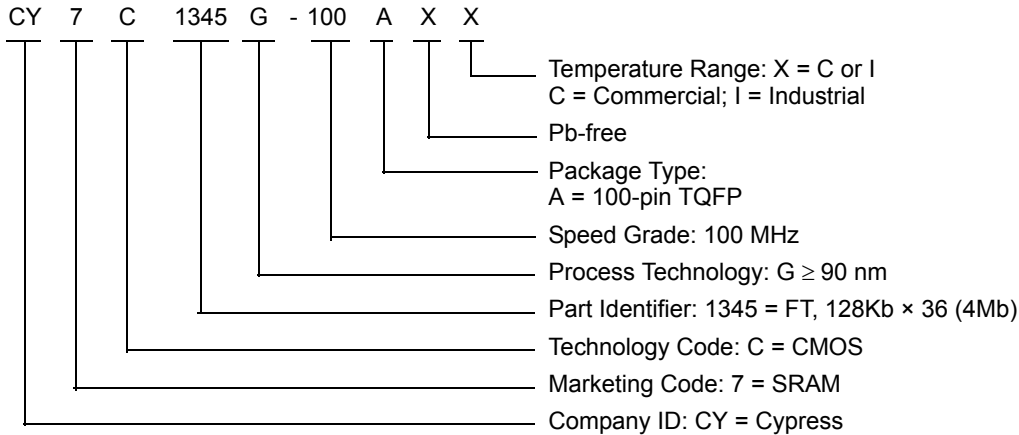 CY 7 C 1345 G - 100 A X X
Temperature Range: X = C or I
C = Commercial; I = Industrial
Pb-free
Package Type:
A = 100-pin TQFP
Speed Grade: 100 MHz
Process Technology: G ≥ 90 nm
Part Identifier: 1345 = FT, 128Kb × 36 (4Mb)
Technology Code: C = CMOS
Marketing Code: 7 = SRAM
Company ID: CY = Cypress